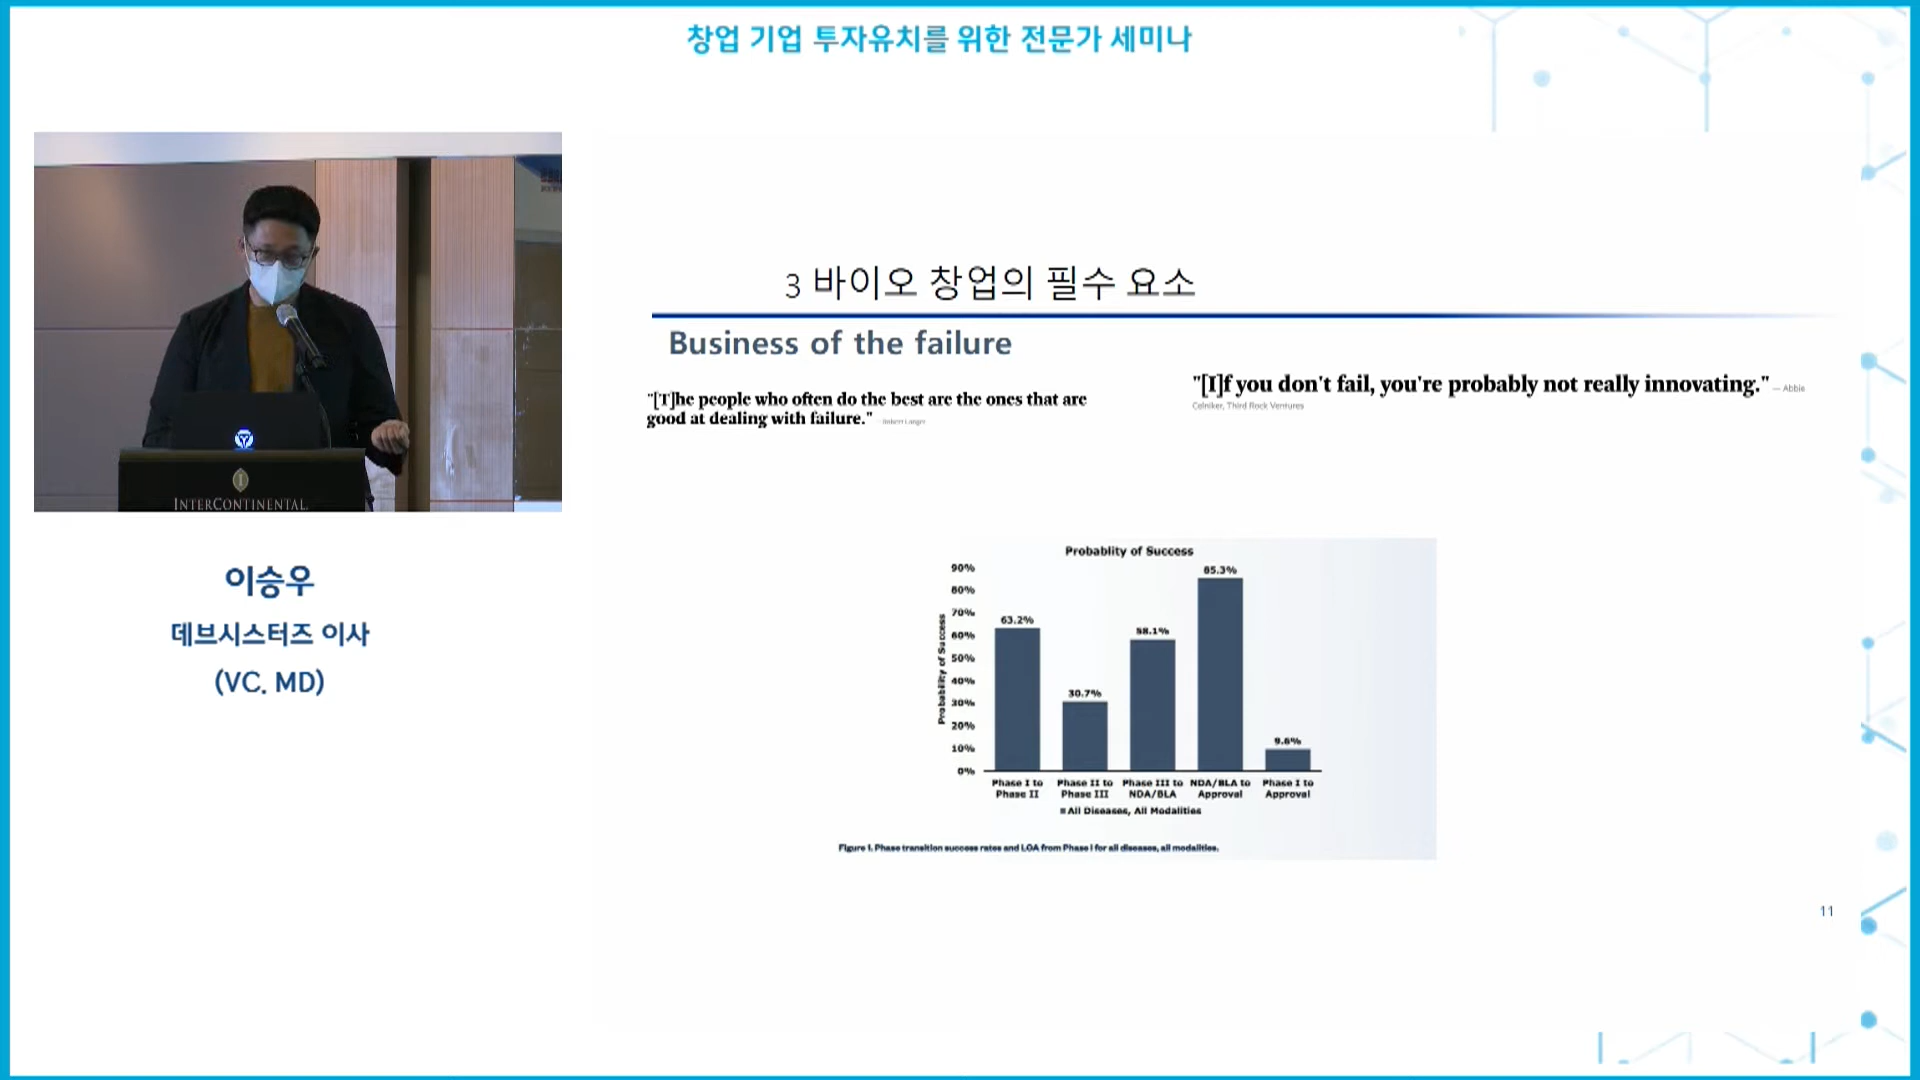 창업 기업 투자유치를 위한 전문가 세미나
INTERCONTINENTAL.
이승우
데브시스터즈 이사
(VC, MD)
3 바이오 창업의 필수 요소
Business of the failure
"[T]he people who often do the best are the ones that are
good at dealing with failure." Robert Langer
"[I]f you don't fail, you're probably not really innovating." — Abbie
Celniker, Third Rock Ventures
Probablity of Success
Probability of Success
90%
80%
70%
60%
50%
40%
30%
20%
10%
0%
63.2%
30.7%
58.1%
85.3%
9.6%
Phase I to
Phase II
Phase II to
Phase III
Phase III to
NDA/BLA
NDA/BLA to
Approval
Phase I to
Approval
All Diseases, All Modalities
Figure 1. Phase transition success rates and LOA from Phase I for all diseases, all modalities.
11